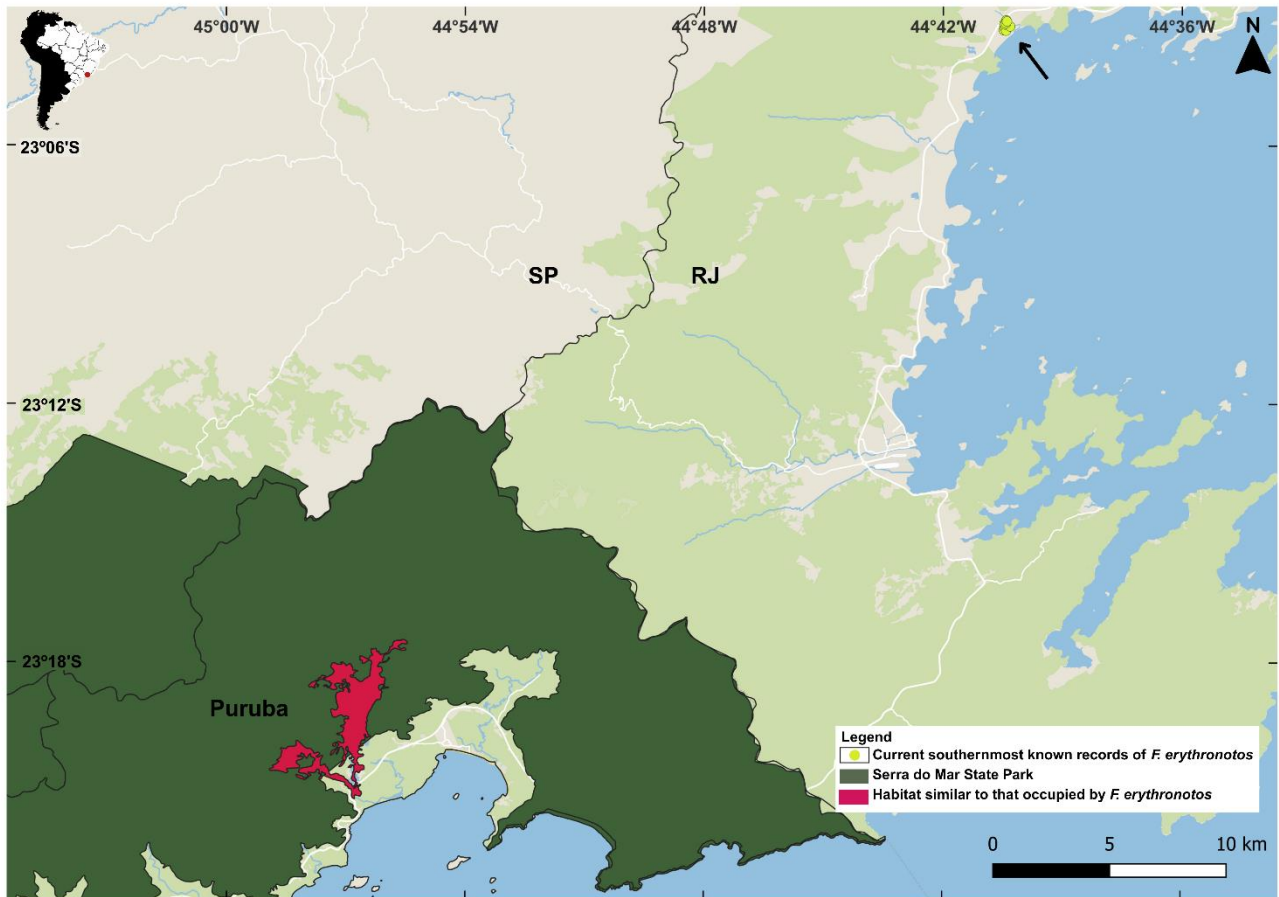 45°00'W
44°54'W
44°48'W
44°42'W
44°36'W
N
23°06'S
SP
RJ
23°12'S
23°18'S
Puruba
Legend
Current southernmost known records of F. erythronotos
Serra do Mar State Park
Habitat similar to that occupied by F. erythronotos
0 5 10 km